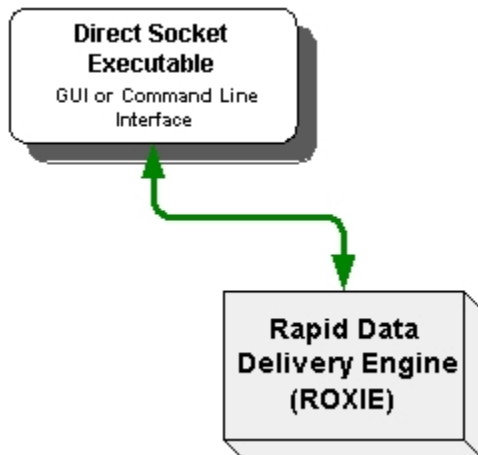 Direct Socket
Executable
GUI or Command Line
Interface
Rapid Data
Delivery Engine
(ROXIE)